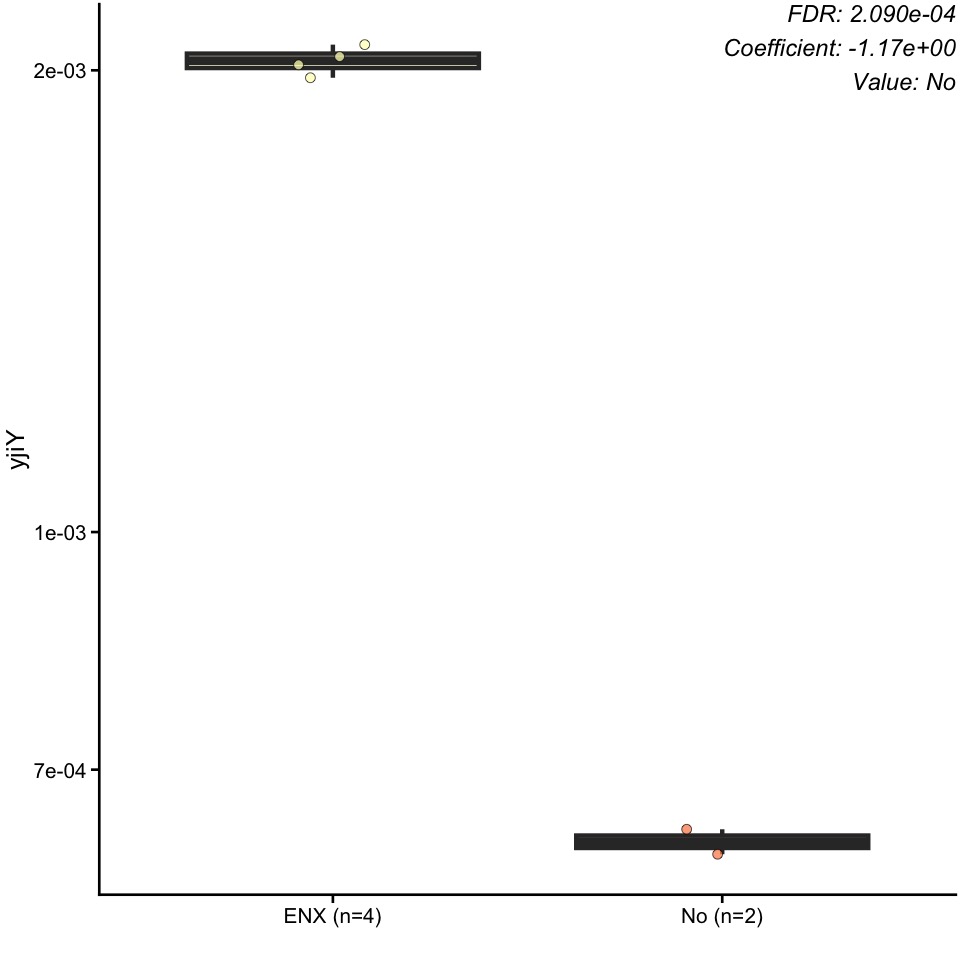 FDR: 2.090e-04
Coefficient: -1.17e+00
Value: No
2e-03
1e-03
7e-04
yjiY
ENX (n=4)
No (n=2)